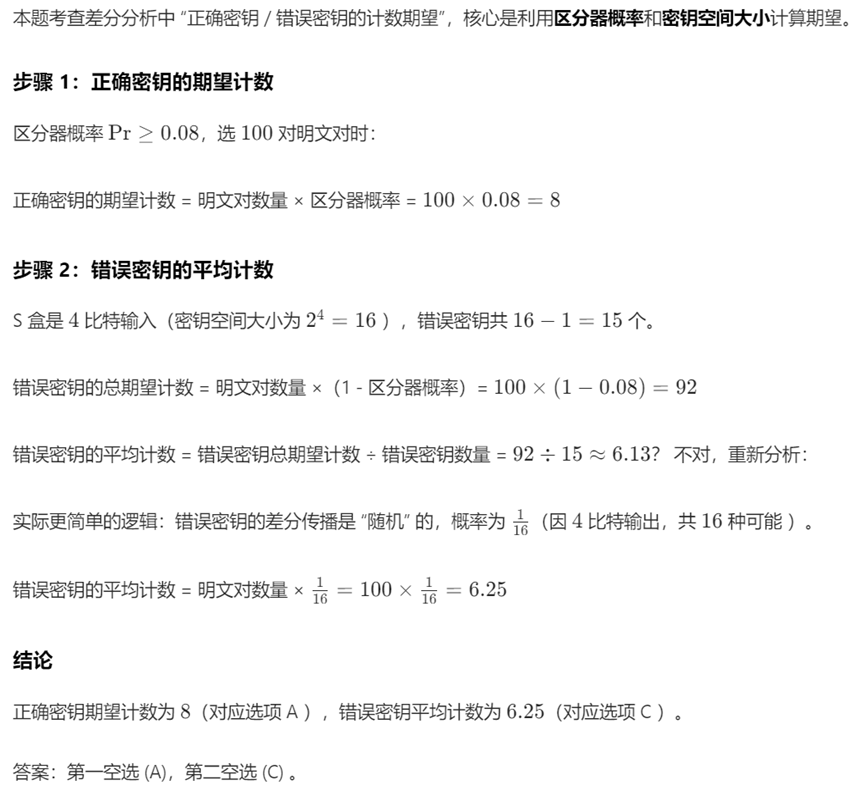 本题考查差分分析中 “正确密钥 / 错误密钥的计数期望”，核心是利用区分器概率和密钥空间大小计算期望。
步骤 1：正确密钥的期望计数
区分器概率 Pr ≥ 0.08，选 100 对明文对时：
正确密钥的期望计数 = 明文对数量 × 区分器概率 = 100 × 0.08 = 8
步骤 2：错误密钥的平均计数
S 盒是 4 比特输入（密钥空间大小为 2^4 = 16 ），错误密钥共 16 − 1 = 15 个。
错误密钥的总期望计数 = 明文对数量 ×（1 - 区分器概率）= 100 × (1 − 0.08) = 92
错误密钥的平均计数 = 错误密钥总期望计数 ÷ 错误密钥数量 = 92 ÷ 15 ≈ 6.13？ 不对，重新分析：
实际更简单的逻辑：错误密钥的差分传播是 “随机” 的，概率为 1/16（因 4 比特输出，共 16 种可能 ）。
错误密钥的平均计数 = 明文对数量 × 1/16 = 100 × 1/16 = 6.25
结论
正确密钥期望计数为 8（对应选项 A ），错误密钥平均计数为 6.25（对应选项 C ）。
答案：第一空选 (A)，第二空选 (C) 。